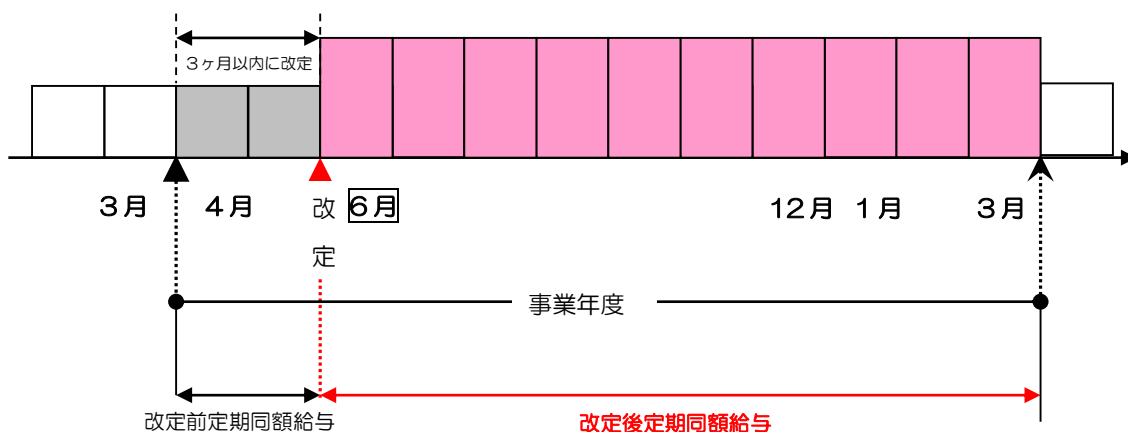 3ヶ月以内に改定
3月
4月
改定
6月
12月
1月
3月
事業年度
改定前定期同額給与
改定後定期同額給与